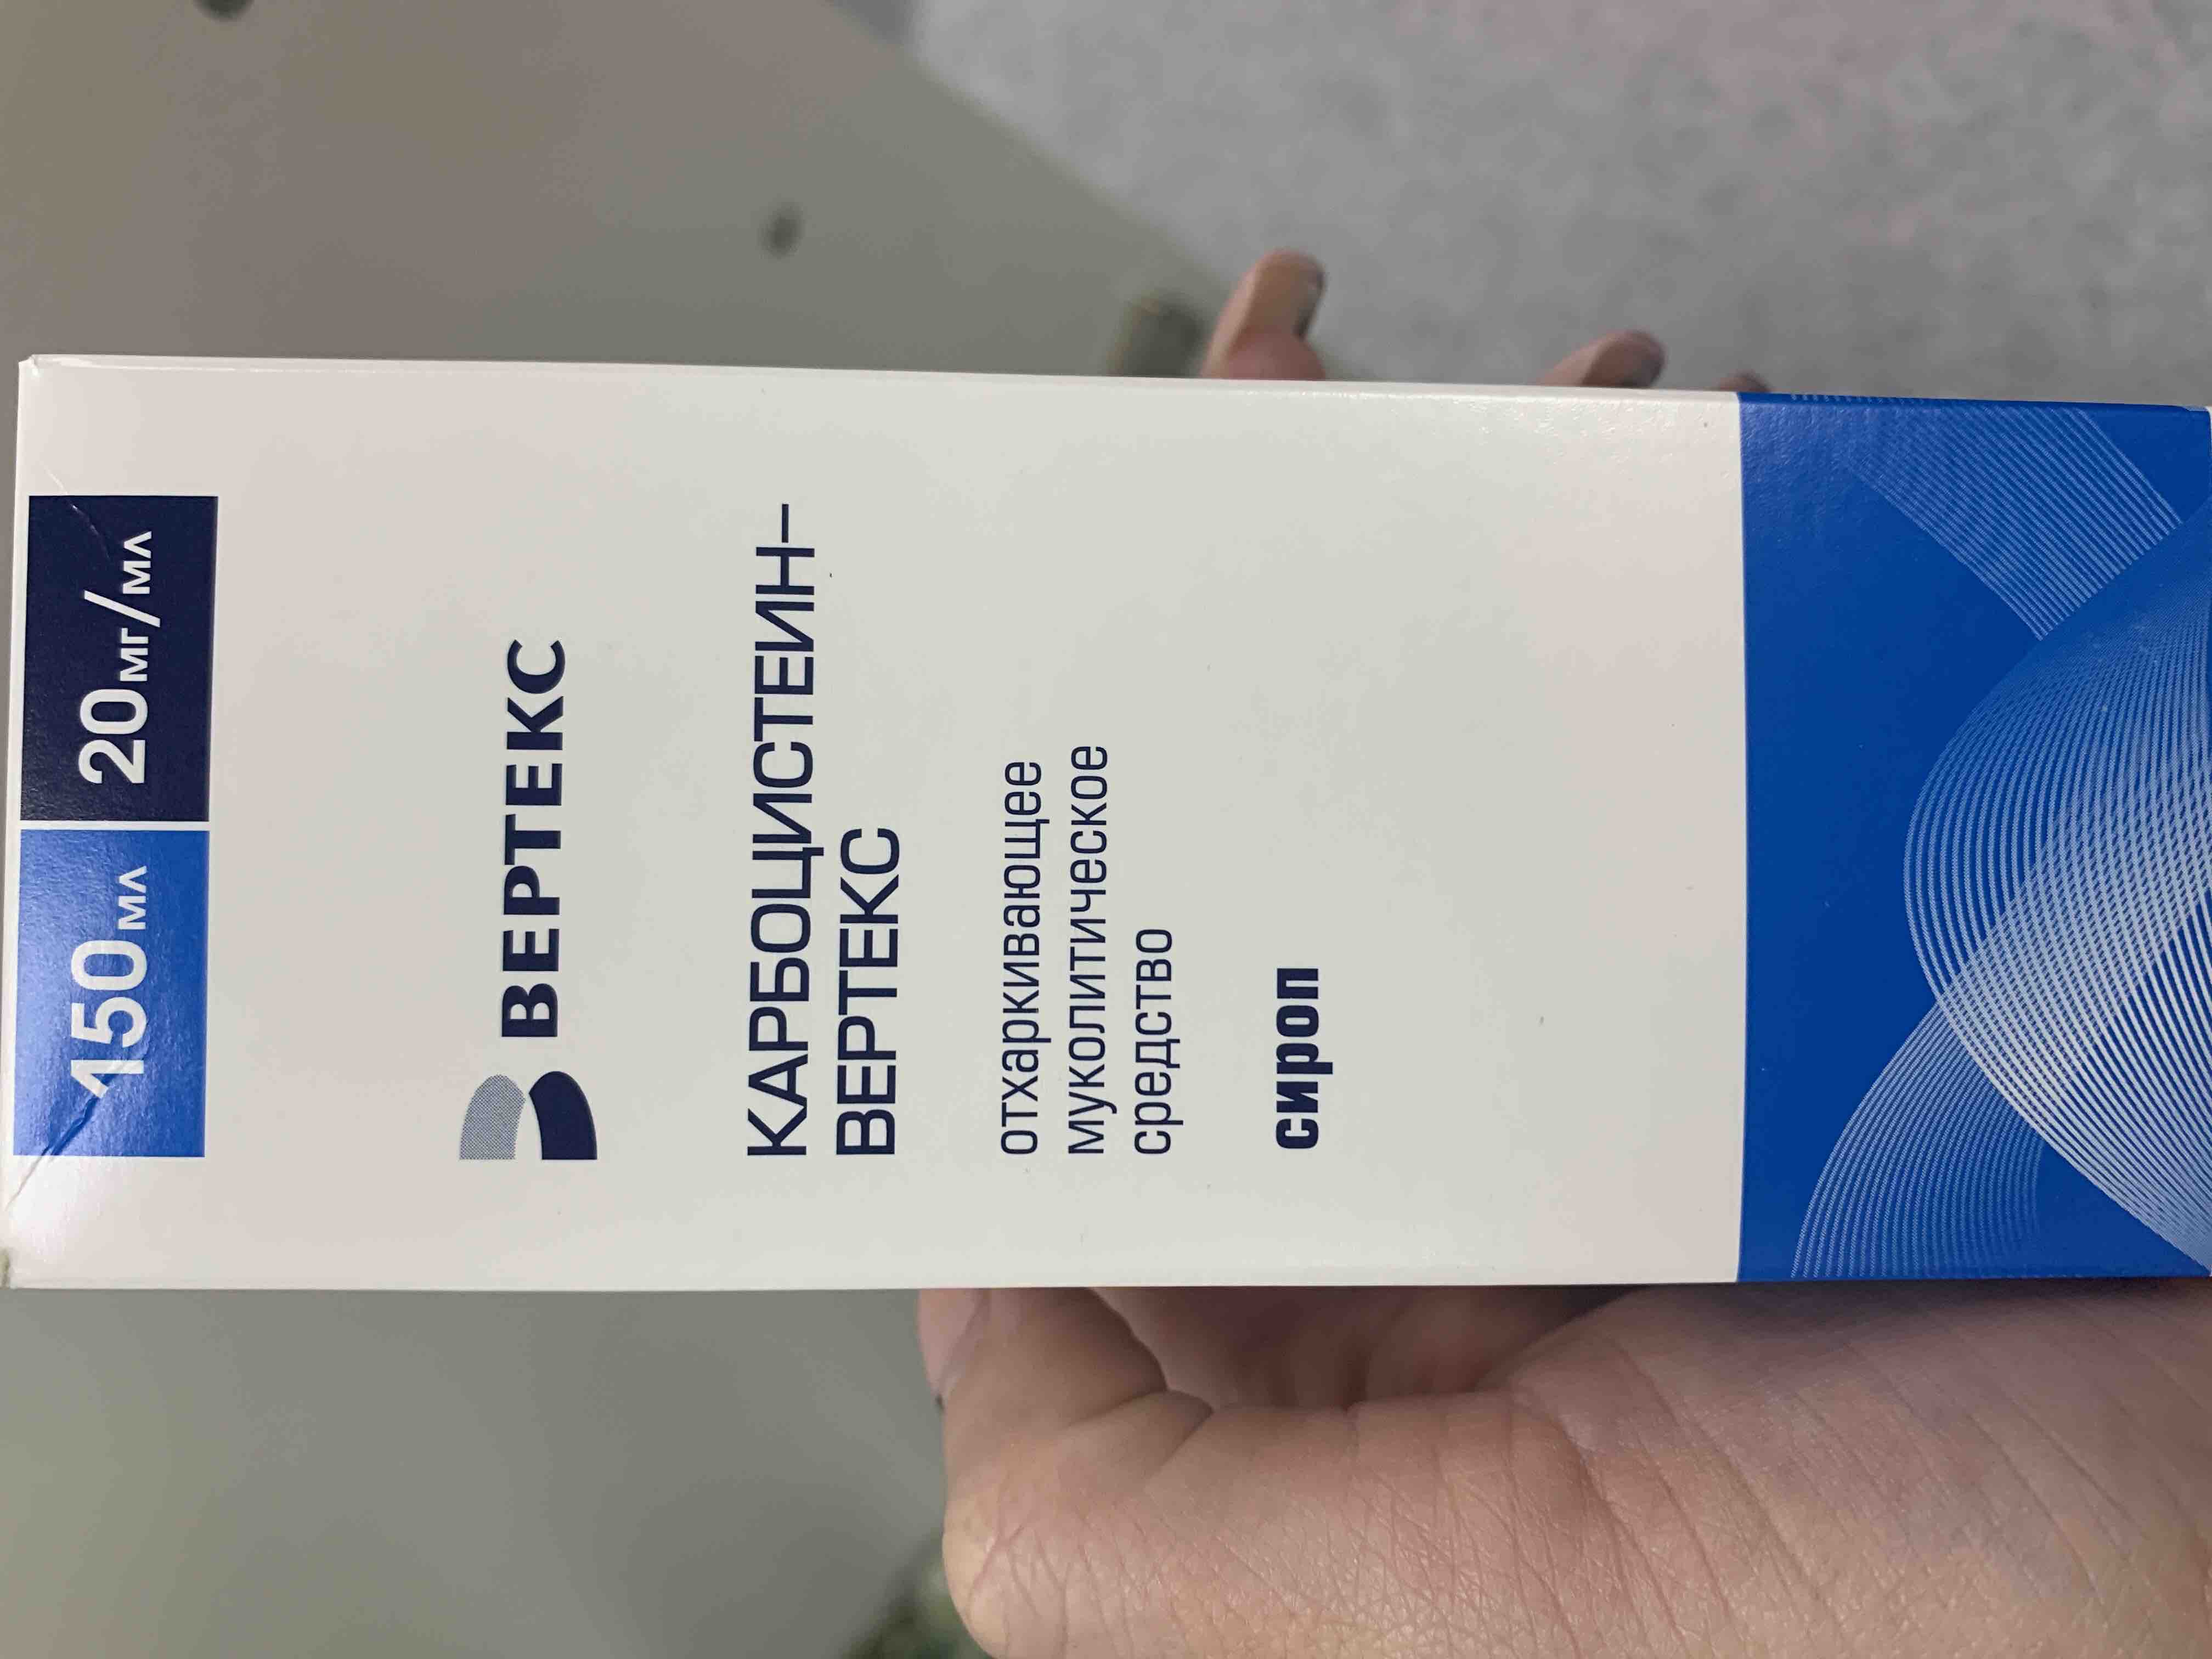 150мл 20мг/мл
ВЕРТЕКС
КАРБОЦИСТЕИН-
ВЕРТЕКС
отхаркивающее
муколитическое
средство
сироп